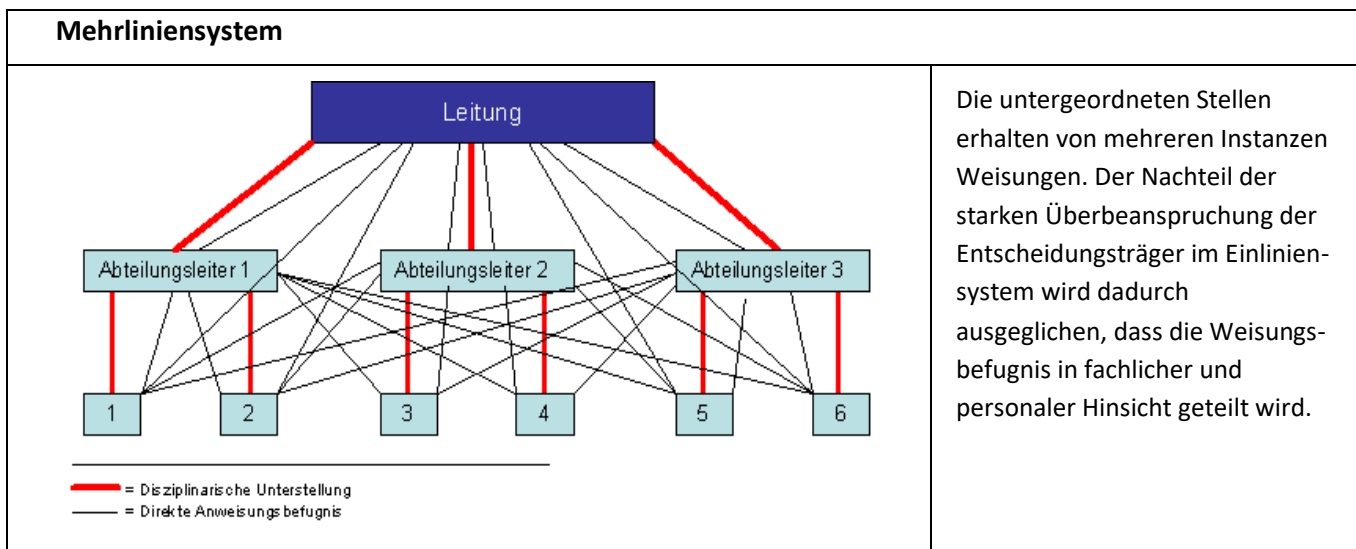 Mehrliniensystem
Leitung
Abteilungsleiter 1
Abteilungsleiter 2
Abteilungsleiter 3
1
2
3
4
5
6
= Disziplinarische Unterstellung
= Direkte Anweisungsbefugnis
Die untergeordneten Stellen
erhalten von mehreren Instanzen
Weisungen. Der Nachteil der
starken Überbeanspruchung der
Entscheidungsträger im Einlinien-
system wird dadurch
ausgeglichen, dass die Weisungs-
befugnis in fachlicher und
personaler Hinsicht geteilt wird.